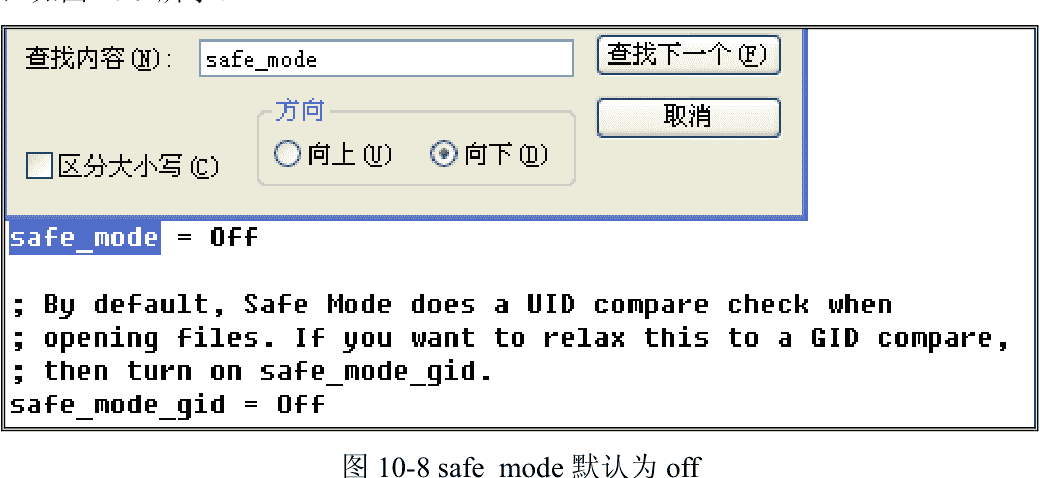 查找内容(N): safe_mode 查找下一个(F)
方向
取消
区分大小写(C) 向上(U) 向下(D)
safe_mode = Off
; By default, Safe Mode does a UID compare check when
; opening files. If you want to relax this to a GID compare,
; then turn on safe_mode_gid.
safe_mode_gid = Off
图 10-8 safe_mode 默认为 off